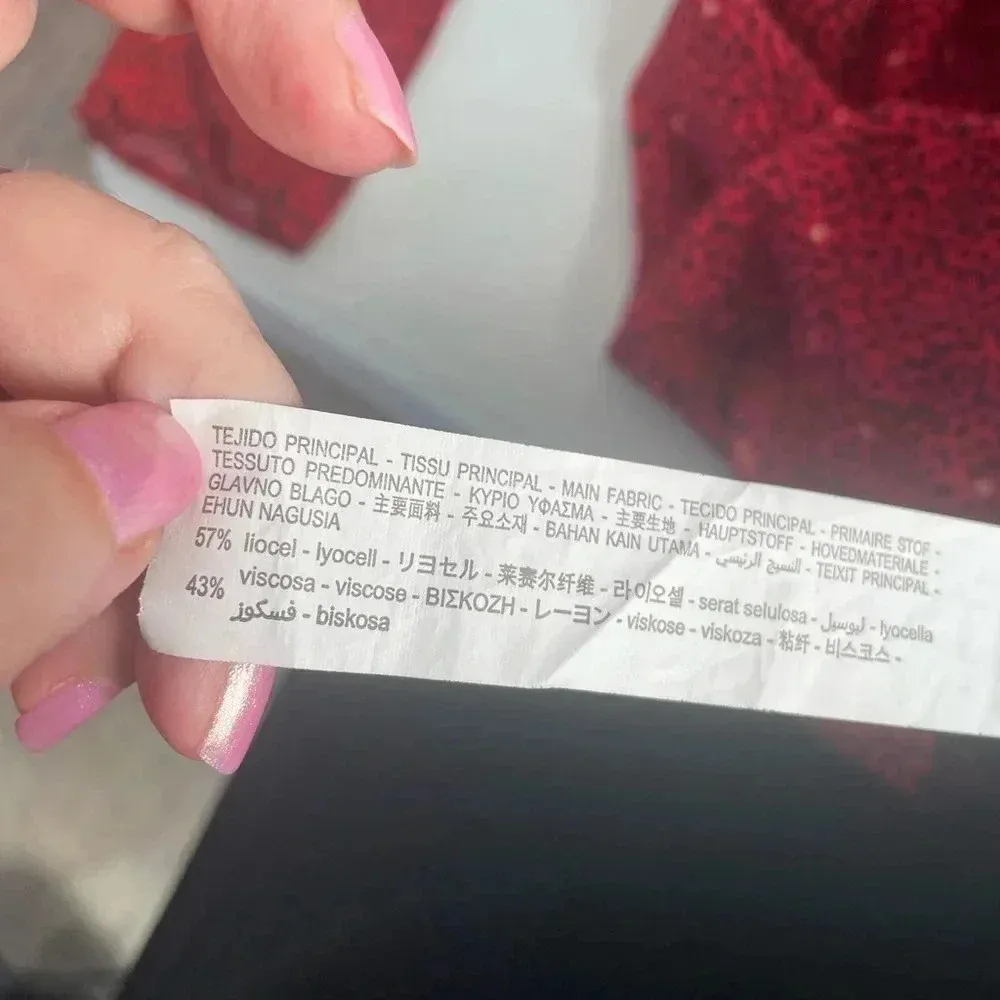 TEJIDO PRINCIPAL - TISSU PRINCIPAL - MAIN FABRIC - TECIDO PRINCIPAL - PRIMAIRE STOF -
TESSUTO PREDOMINANTE - ΚΥΡΙΟ ΥΦΑΣΜΑ - 主要生地 - HAUPTSTOFF - HOVEDMATERIALE -
GLAVNO BLAGO - 主要面料 - 주요소재 - BAHAN KAIN UTAMA - النسيج الرئيسي - TEIXIT PRINCIPAL -
EHUN NAGUSIA
57% liocel - lyocell - リヨセル - 莱赛尔纤维 - 라이오셀 - serat selulosa - ليوسيل - lyocella
43% viscosa - viscose - ΒΙΣΚΟΖΗ - レーヨン - viskose - viskoza - 粘纤 - 비스코스 -
فسكوز - biskosa